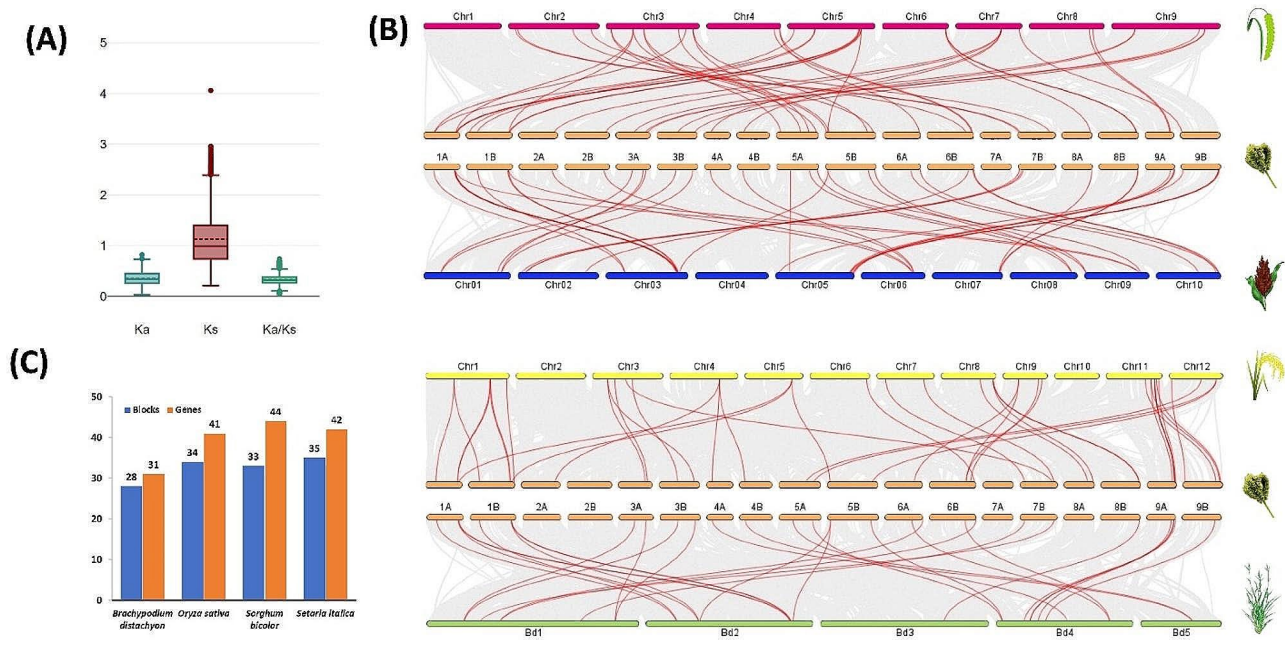 (A)
5
4
3
2
1
0
Ka Ks Ka/Ks
(B)
Chr1 Chr2 Chr3 Chr4 Chr5 Chr6 Chr7 Chr8 Chr9
1A 1B 2A 2B 3A 3B 4A 4B 5A 5B 6A 6B 7A 7B 8A 8B 9A 9B
Chr01 Chr02 Chr03 Chr04 Chr05 Chr06 Chr07 Chr08 Chr09 Chr10
Chr1 Chr2 Chr3 Chr4 Chr5 Chr6 Chr7 Chr8 Chr9 Chr10 Chr11 Chr12
1A 1B 2A 2B 3A 3B 4A 4B 5A 5B 6A 6B 7A 7B 8A 8B 9A 9B
Bd1 Bd2 Bd3 Bd4 Bd5
(C)
Blocks Genes
50
40
30
20
10
0
28 31 34 41 33 44 35 42
Brachypodium Oryza sativa Sorghum Setaria italica
distachyon bicolor